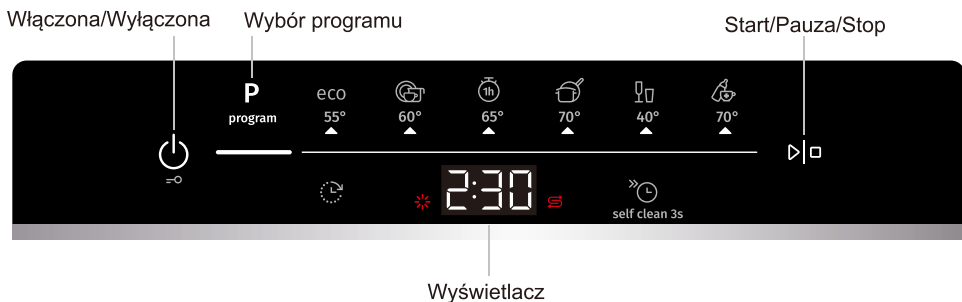 Włączona/Wyłączona
Wybór programu
Start/Pauza/Stop
P
program
eco
55°
60°
1h
65°
70°
40°
70°
2:30
self clean 3s
Wyświetlacz